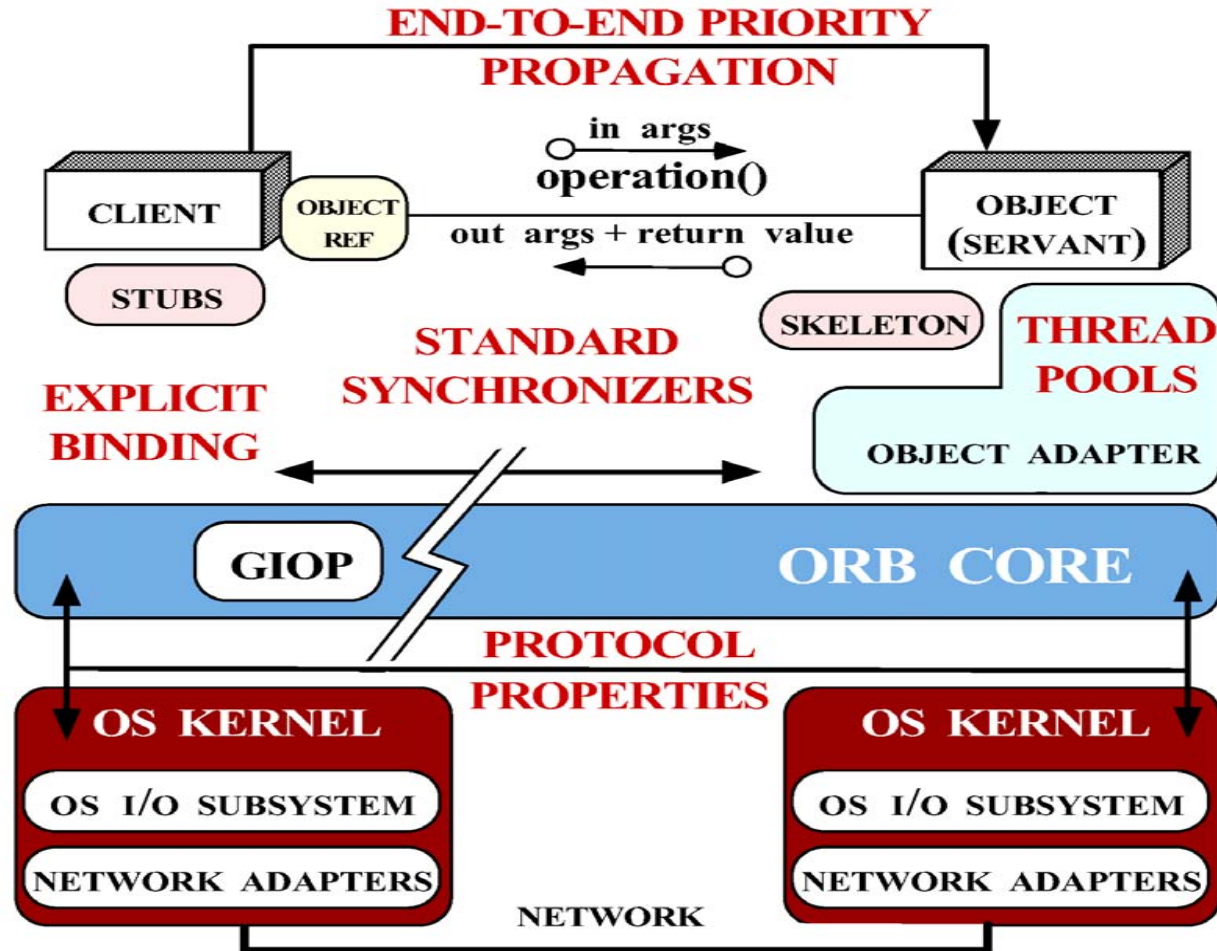 END-TO-END PRIORITY
PROPAGATION
in args
operation()
CLIENT
OBJECT
REF
out args + return value
OBJECT
(SERVANT)
STUBS
SKELETON
THREAD
POOLS
STANDARD
SYNCHRONIZERS
EXPLICIT
BINDING
OBJECT ADAPTER
GIOP
ORB CORE
PROTOCOL
PROPERTIES
OS KERNEL
OS I/O SUBSYSTEM
NETWORK ADAPTERS
OS KERNEL
OS I/O SUBSYSTEM
NETWORK ADAPTERS
NETWORK